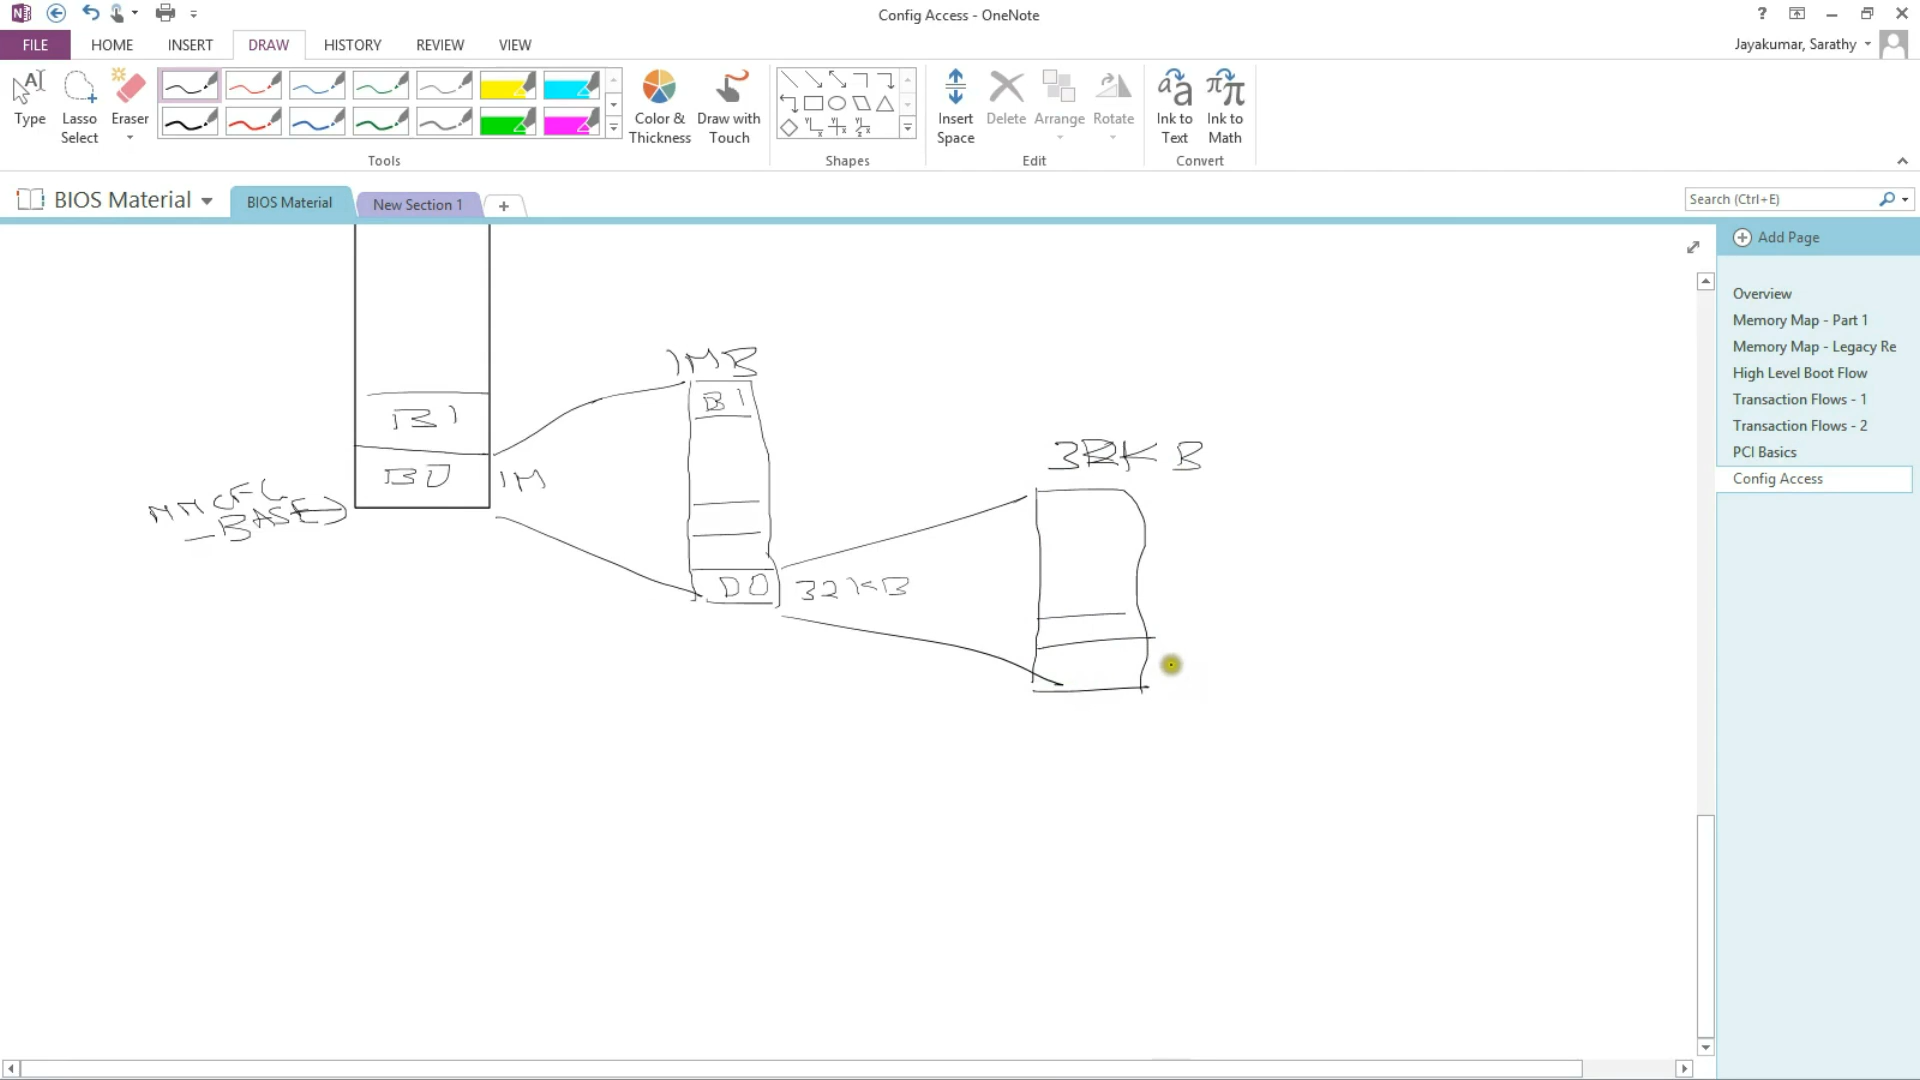 Config Access - OneNote
?
FILE HOME INSERT DRAW HISTORY REVIEW VIEW
Jayakumar, Sarathy
Type
Lasso Select
Eraser
Color & Thickness
Draw with Touch
Insert Space
Delete
Arrange
Rotate
Ink to Text
Ink to Math
Tools
Shapes
Edit
Convert
BIOS Material
BIOS Material
New Section 1
+
Search (Ctrl+E)
Add Page
Overview
Memory Map - Part 1
Memory Map - Legacy Re
High Level Boot Flow
Transaction Flows - 1
Transaction Flows - 2
PCI Basics
Config Access
1MB
B1
B1
B0
1M
MMCFG
_BASE
D0
32KB
32KB